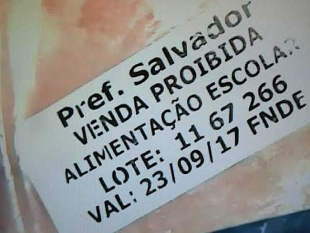 Pref. Salvador
VENDA PROIBIDA
ALIMENTAÇÃO ESCOLAR
LOTE: 11 67 266
VAL: 23/09/17 FNDE